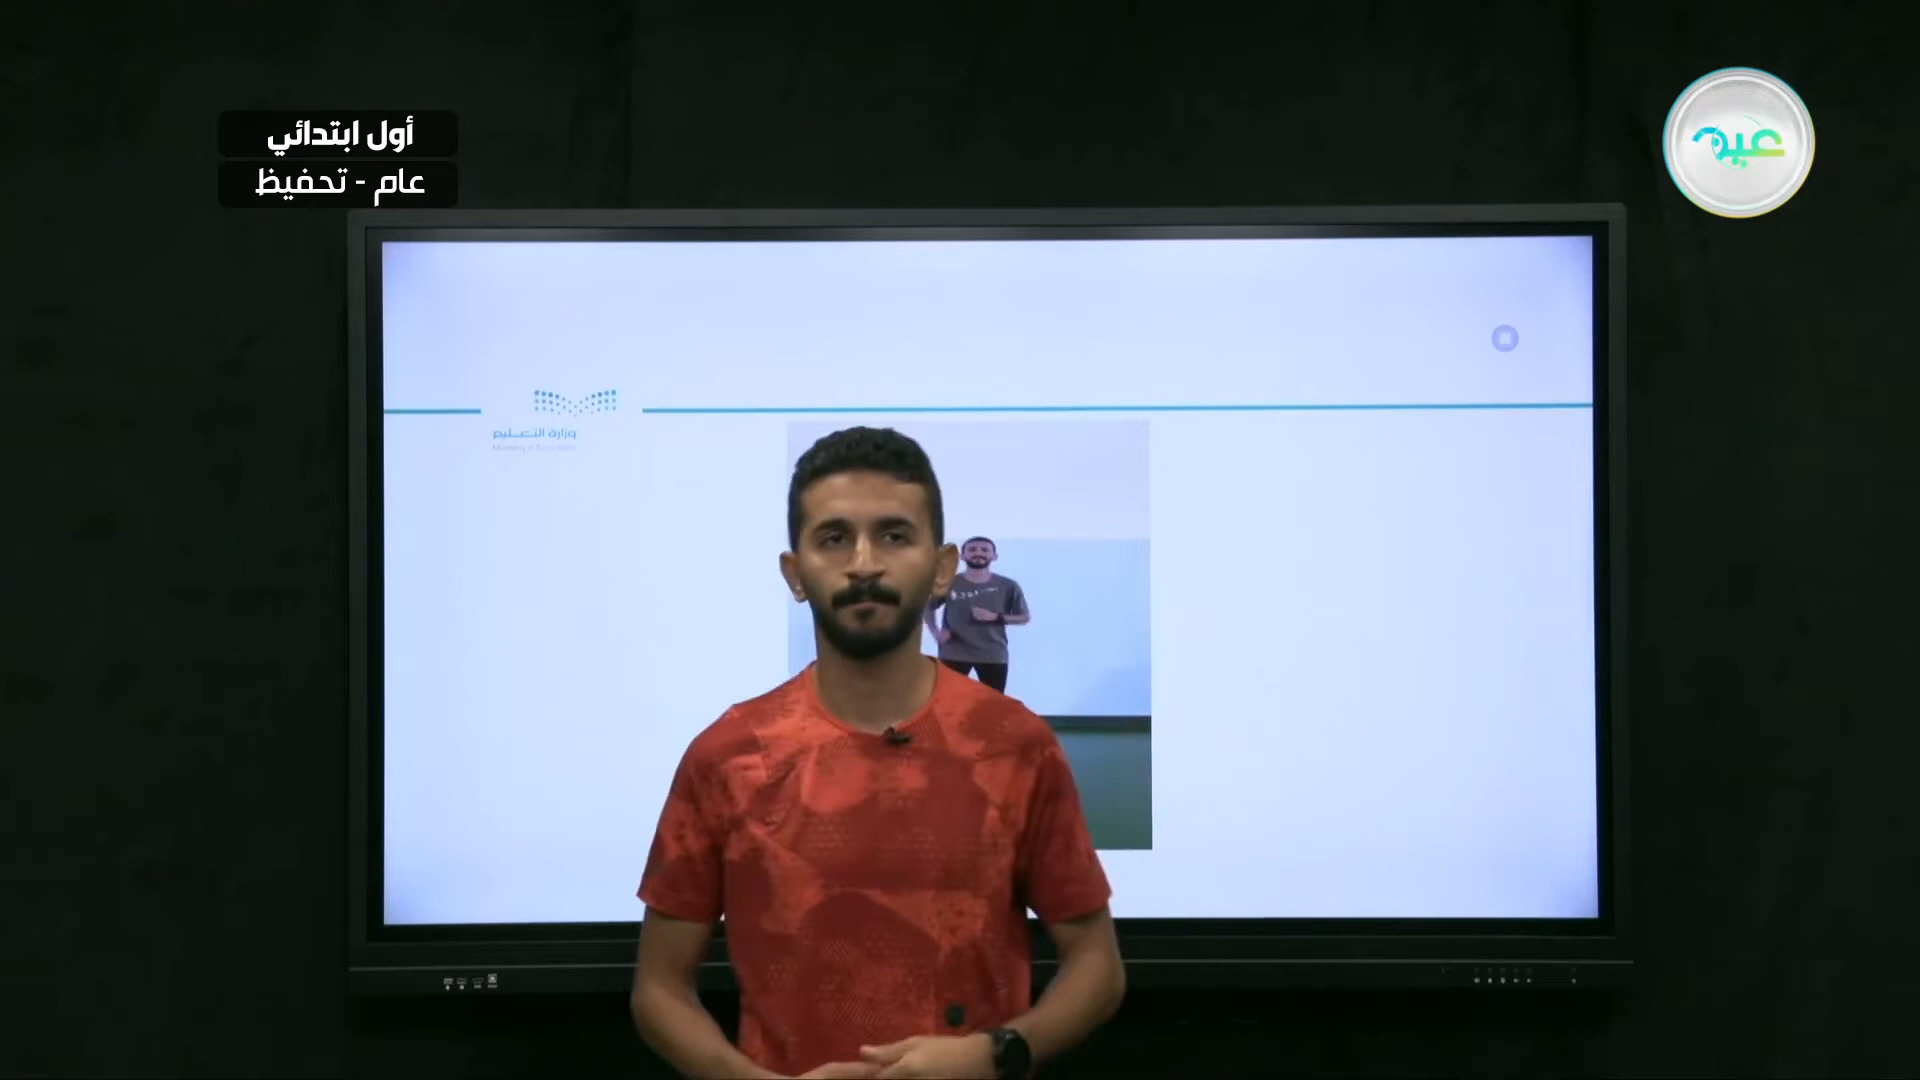 أول ابتدائي
عام - تحفيظ
عين
وزارة التعليم